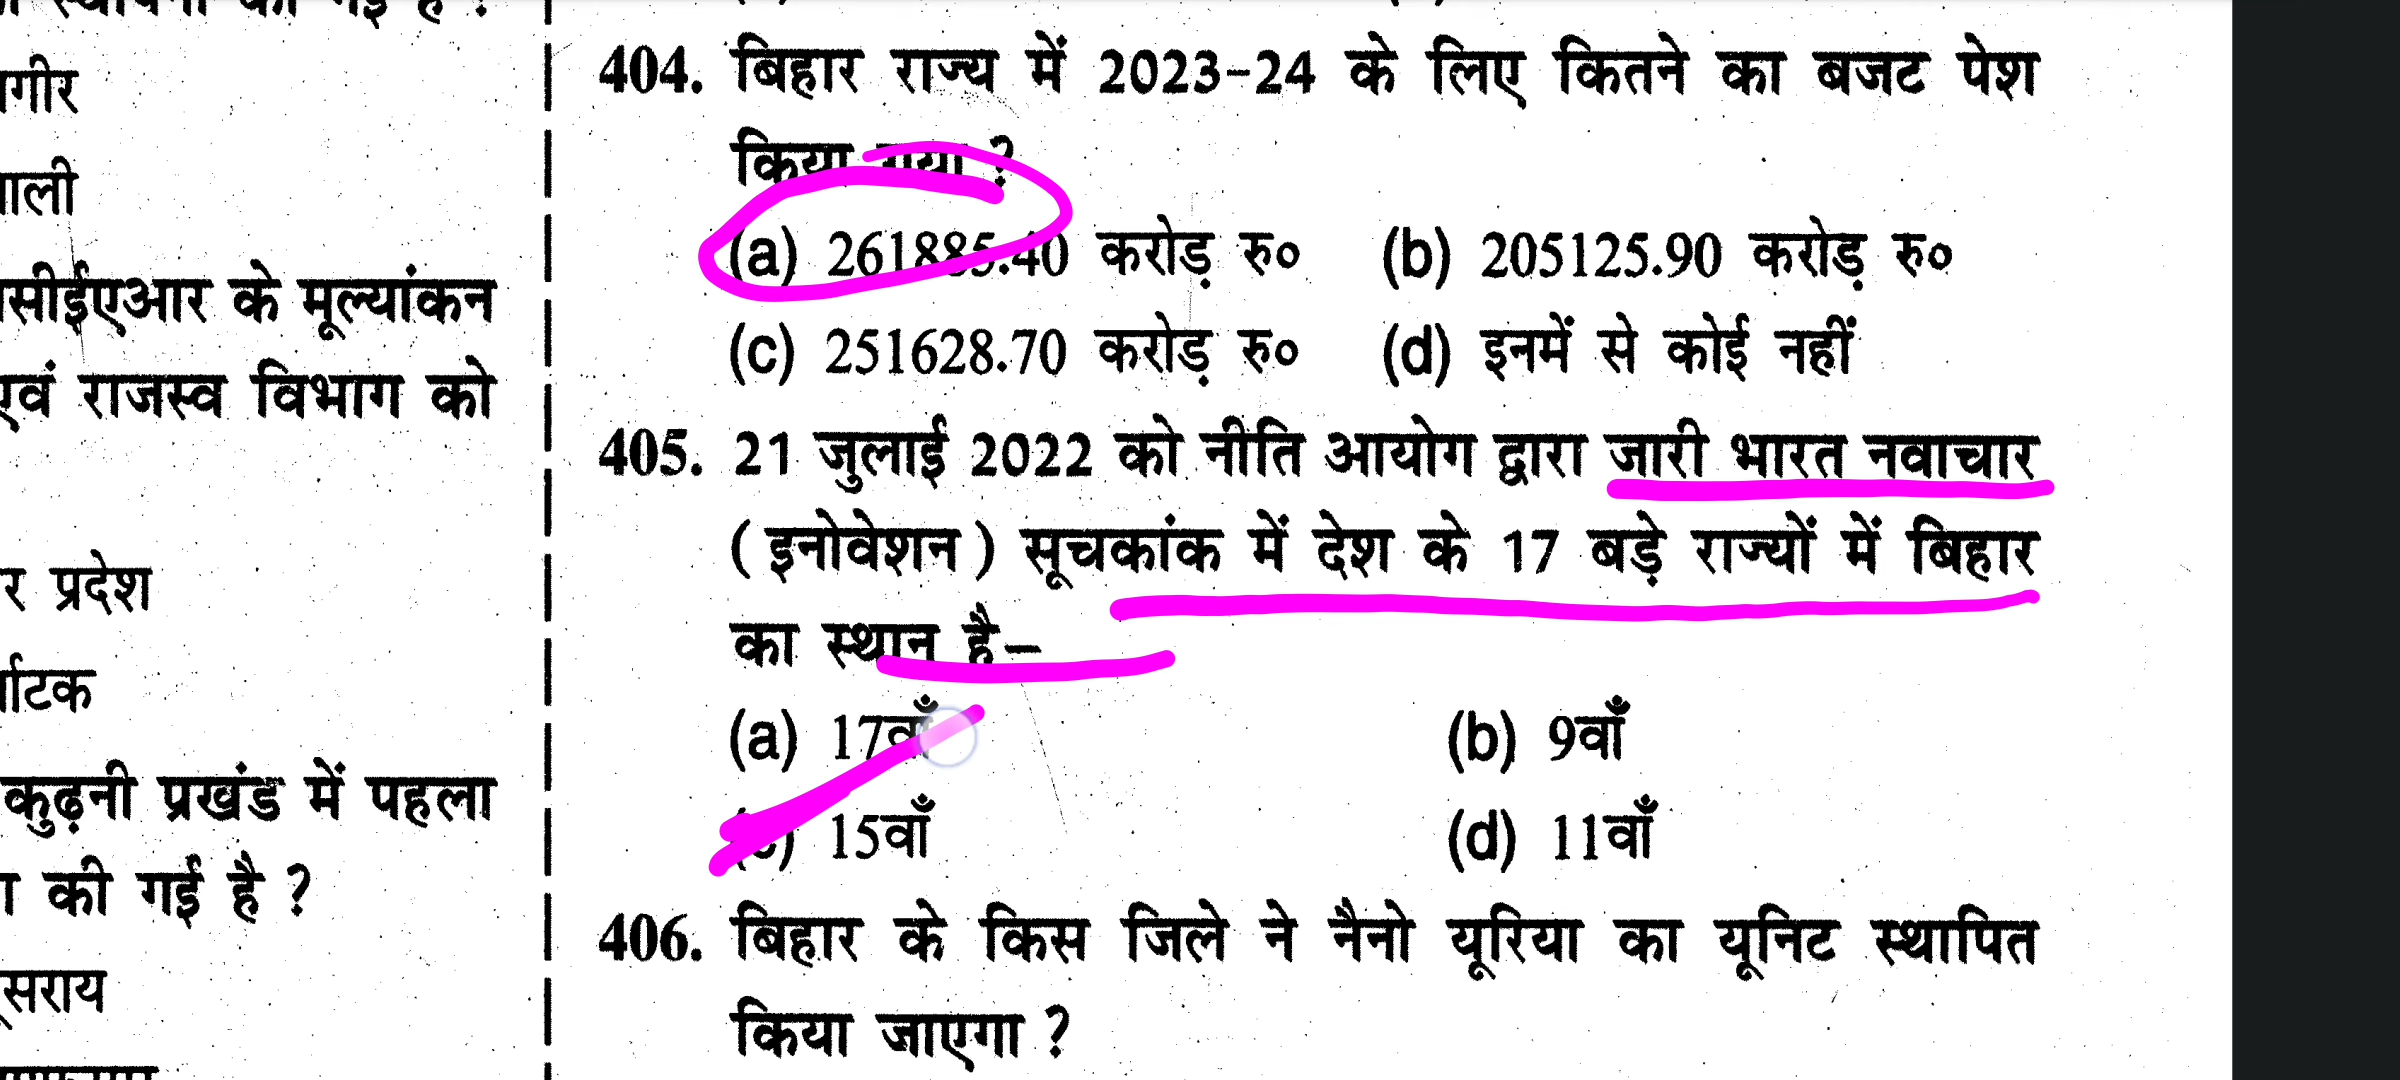 गीर
ाली
सीईएआर के मूल्यांकन
एवं राजस्व विभाग को
र प्रदेश
र्नाटक
कुढ़नी प्रखंड में पहला
की गई है ?
सराय
404. बिहार राज्य में 2023-24 के लिए कितने का बजट पेश
किया गया ?
(a) 261885.40 करोड़ रु० (b) 205125.90 करोड़ रु०
(c) 251628.70 करोड़ रु० (d) इनमें से कोई नहीं
405. 21 जुलाई 2022 को नीति आयोग द्वारा जारी भारत नवाचार
(इनोवेशन) सूचकांक में देश के 17 बड़े राज्यों में बिहार
का स्थान है–
(a) 17वाँ (b) 9वाँ
(c) 15वाँ (d) 11वाँ
406. बिहार के किस जिले ने नैनो यूरिया का यूनिट स्थापित
किया जाएगा ?